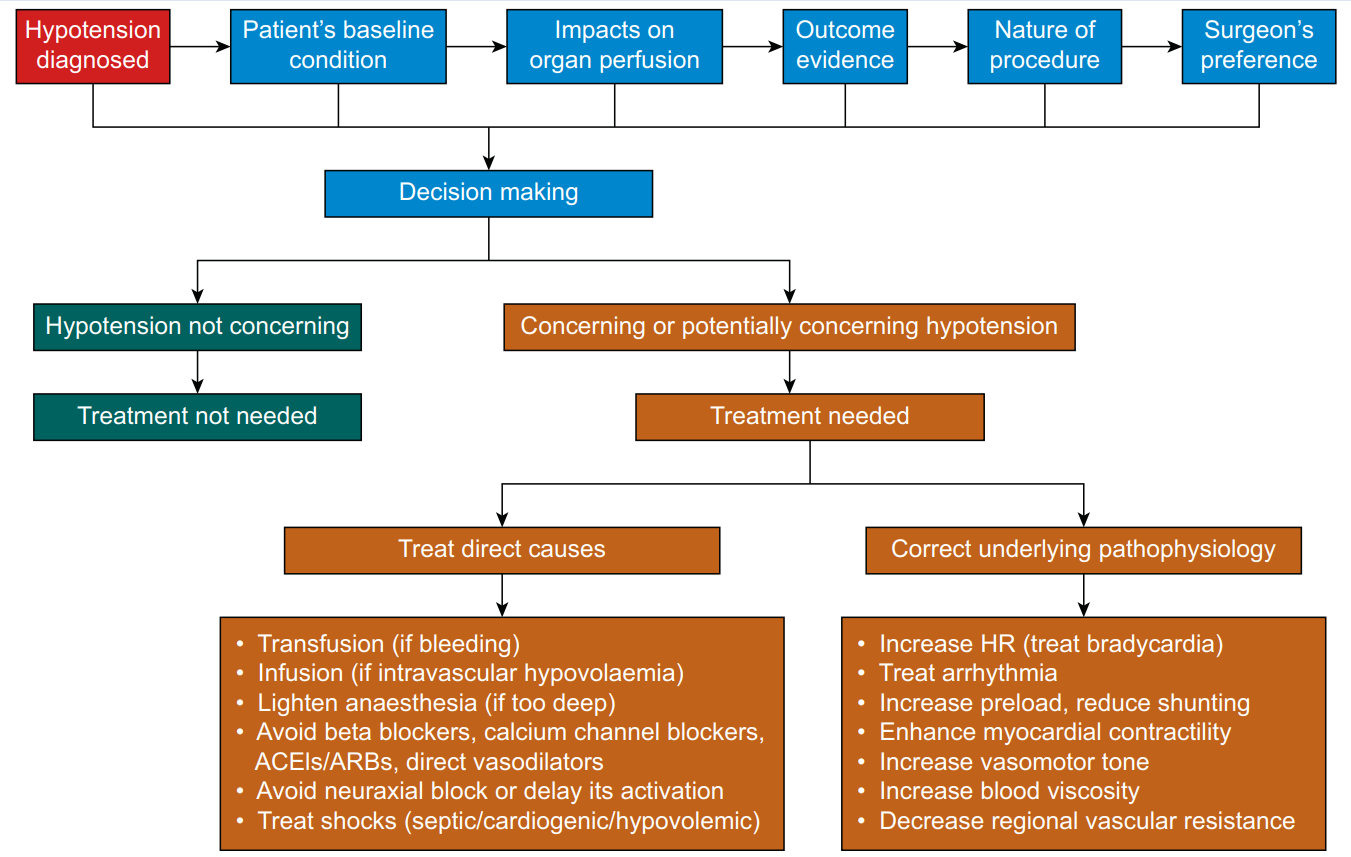 Hypotension
diagnosed
Patient’s baseline
condition
Impacts on
organ perfusion
Outcome
evidence
Nature of
procedure
Surgeon’s
preference
Decision making
Hypotension not concerning
Concerning or potentially concerning hypotension
Treatment not needed
Treatment needed
Treat direct causes
Correct underlying pathophysiology
• Transfusion (if bleeding)
• Infusion (if intravascular hypovolaemia)
• Lighten anaesthesia (if too deep)
• Avoid beta blockers, calcium channel blockers,
ACEIs/ARBs, direct vasodilators
• Avoid neuraxial block or delay its activation
• Treat shocks (septic/cardiogenic/hypovolemic)
• Increase HR (treat bradycardia)
• Treat arrhythmia
• Increase preload, reduce shunting
• Enhance myocardial contractility
• Increase vasomotor tone
• Increase blood viscosity
• Decrease regional vascular resistance